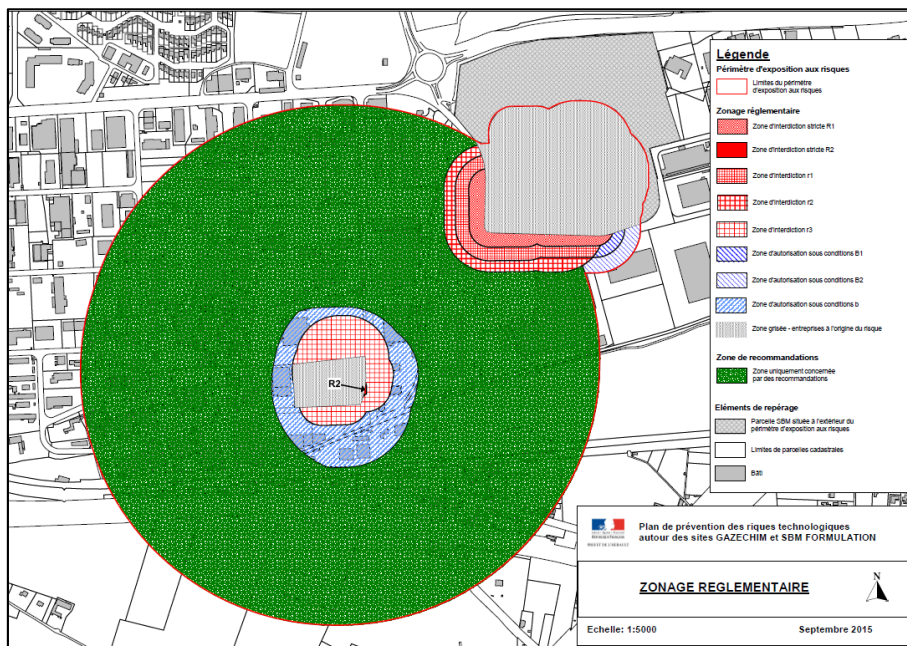 Légende
Périmètre d'exposition aux risques
Limites du périmètre
d'exposition aux risques
Zonage réglementaire
Zone d'interdiction stricte R1
Zone d'interdiction stricte R2
Zone d'interdiction r1
Zone d'interdiction r2
Zone d'interdiction r3
Zone d'autorisation sous conditions B1
Zone d'autorisation sous conditions B2
Zone d'autorisation sous conditions b
Zone grisée - entreprises à l'origine du risque
Zone de recommandations
Zone uniquement concernée
par des recommandations
Eléments de repérage
Parcelle SBM située à l'extérieur du
périmètre d'exposition aux risques
Limites de parcelles cadastrales
Bâti
R2
Plan de prévention des riques technologiques
autour des sites GAZECHIM et SBM FORMULATION
PREFET DE L'HERAULT
ZONAGE REGLEMENTAIRE
N
Echelle: 1:5000
Septembre 2015